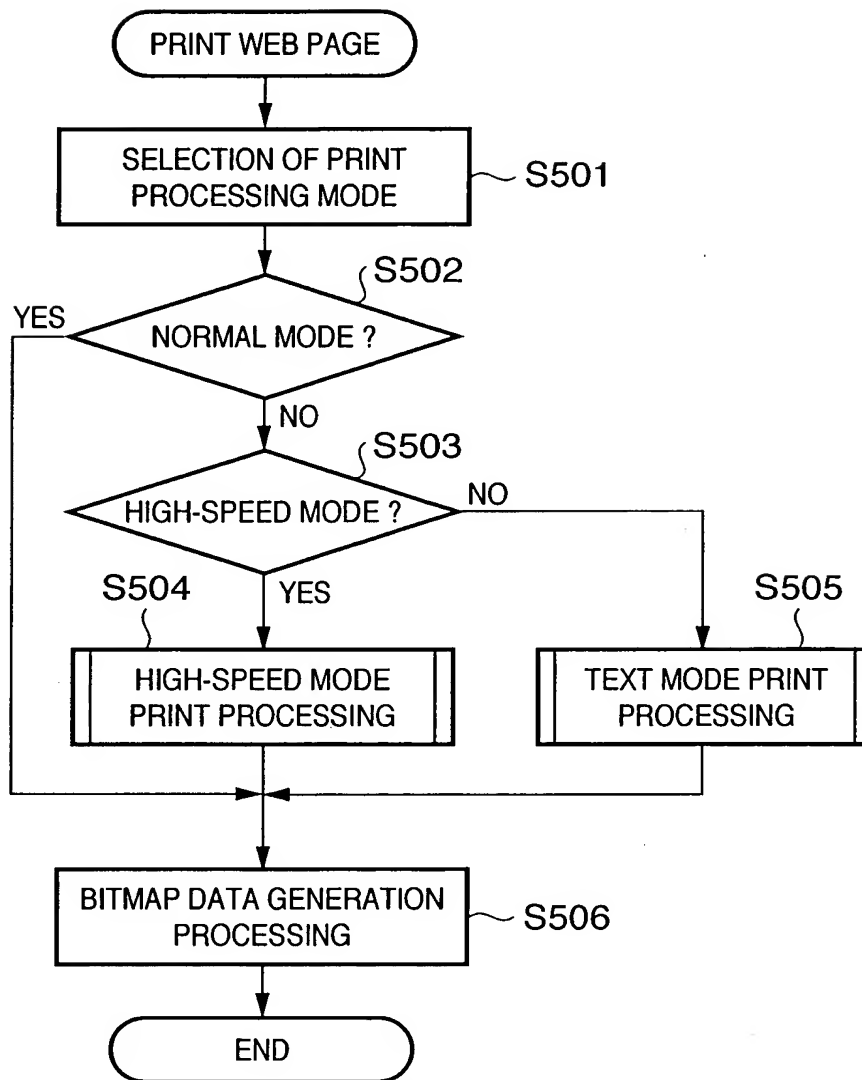 PRINT WEB PAGE
SELECTION OF PRINT
PROCESSING MODE
S501
S502
YES
NORMAL MODE ?
NO
S503
HIGH-SPEED MODE ?
NO
YES
S504
HIGH-SPEED MODE
PRINT PROCESSING
S505
TEXT MODE PRINT
PROCESSING
BITMAP DATA GENERATION
PROCESSING
S506
END